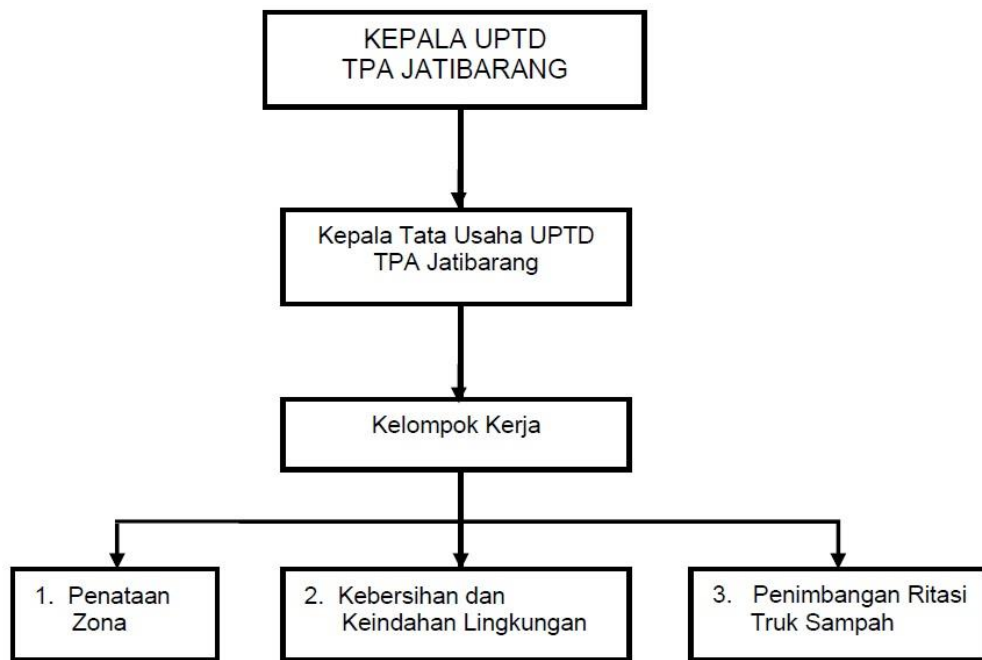 KEPALA UPTD
TPA JATIBARANG
Kepala Tata Usaha UPTD
TPA Jatibarang
Kelompok Kerja
1. Penataan
Zona
2. Kebersihan dan
Keindahan Lingkungan
3. Penimbangan Ritasi
Truk Sampah